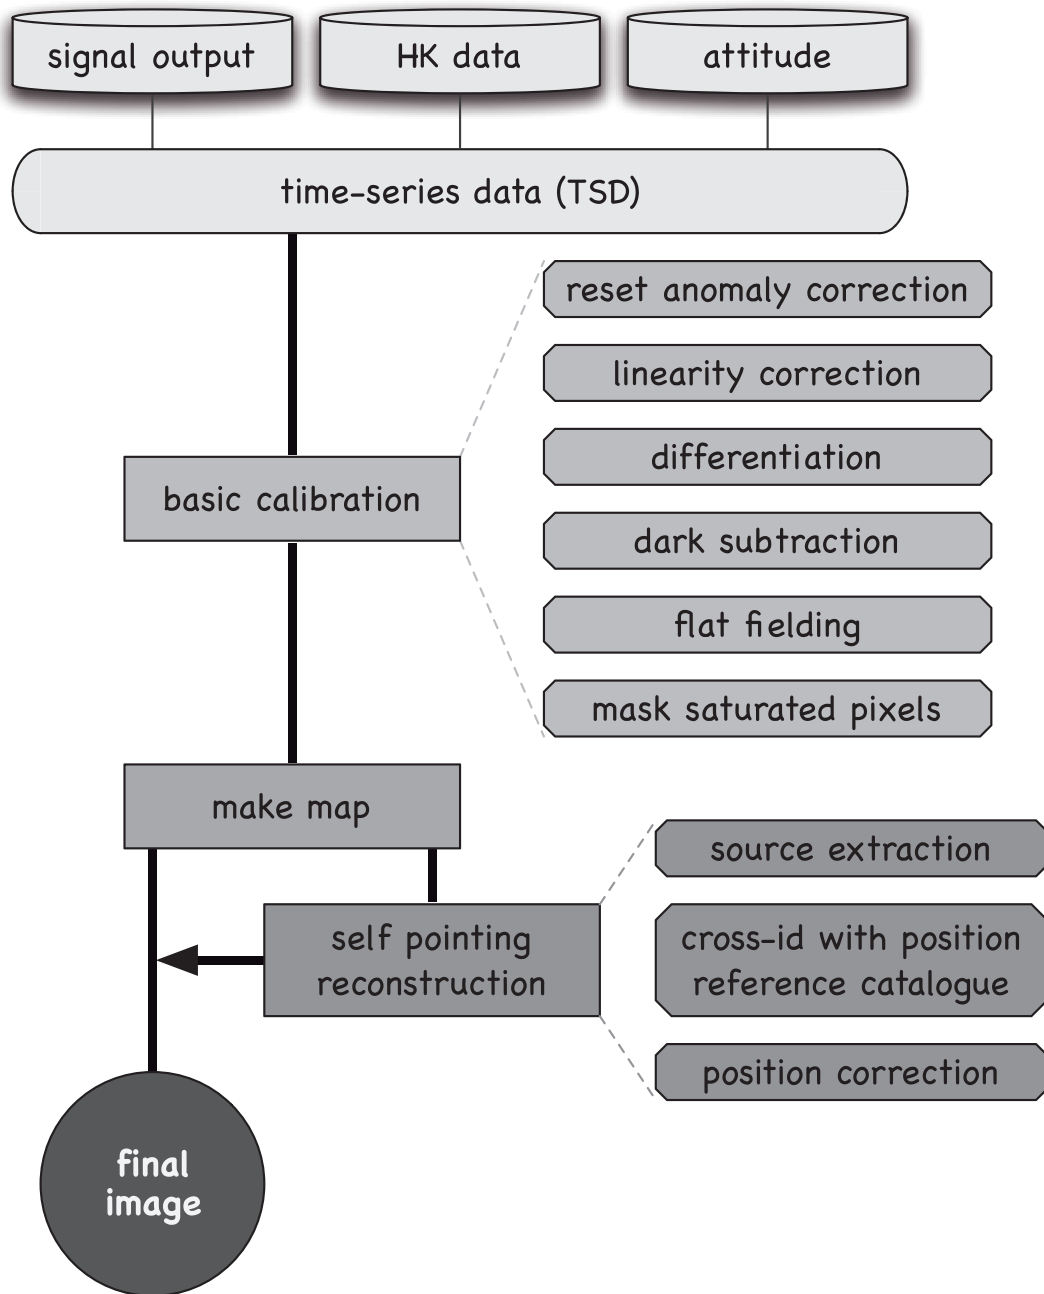 signal output
HK data
attitude
time-series data (TSD)
reset anomaly correction
linearity correction
differentiation
basic calibration
dark subtraction
flat fielding
mask saturated pixels
make map
source extraction
self pointing
reconstruction
cross-id with position
reference catalogue
position correction
final
image